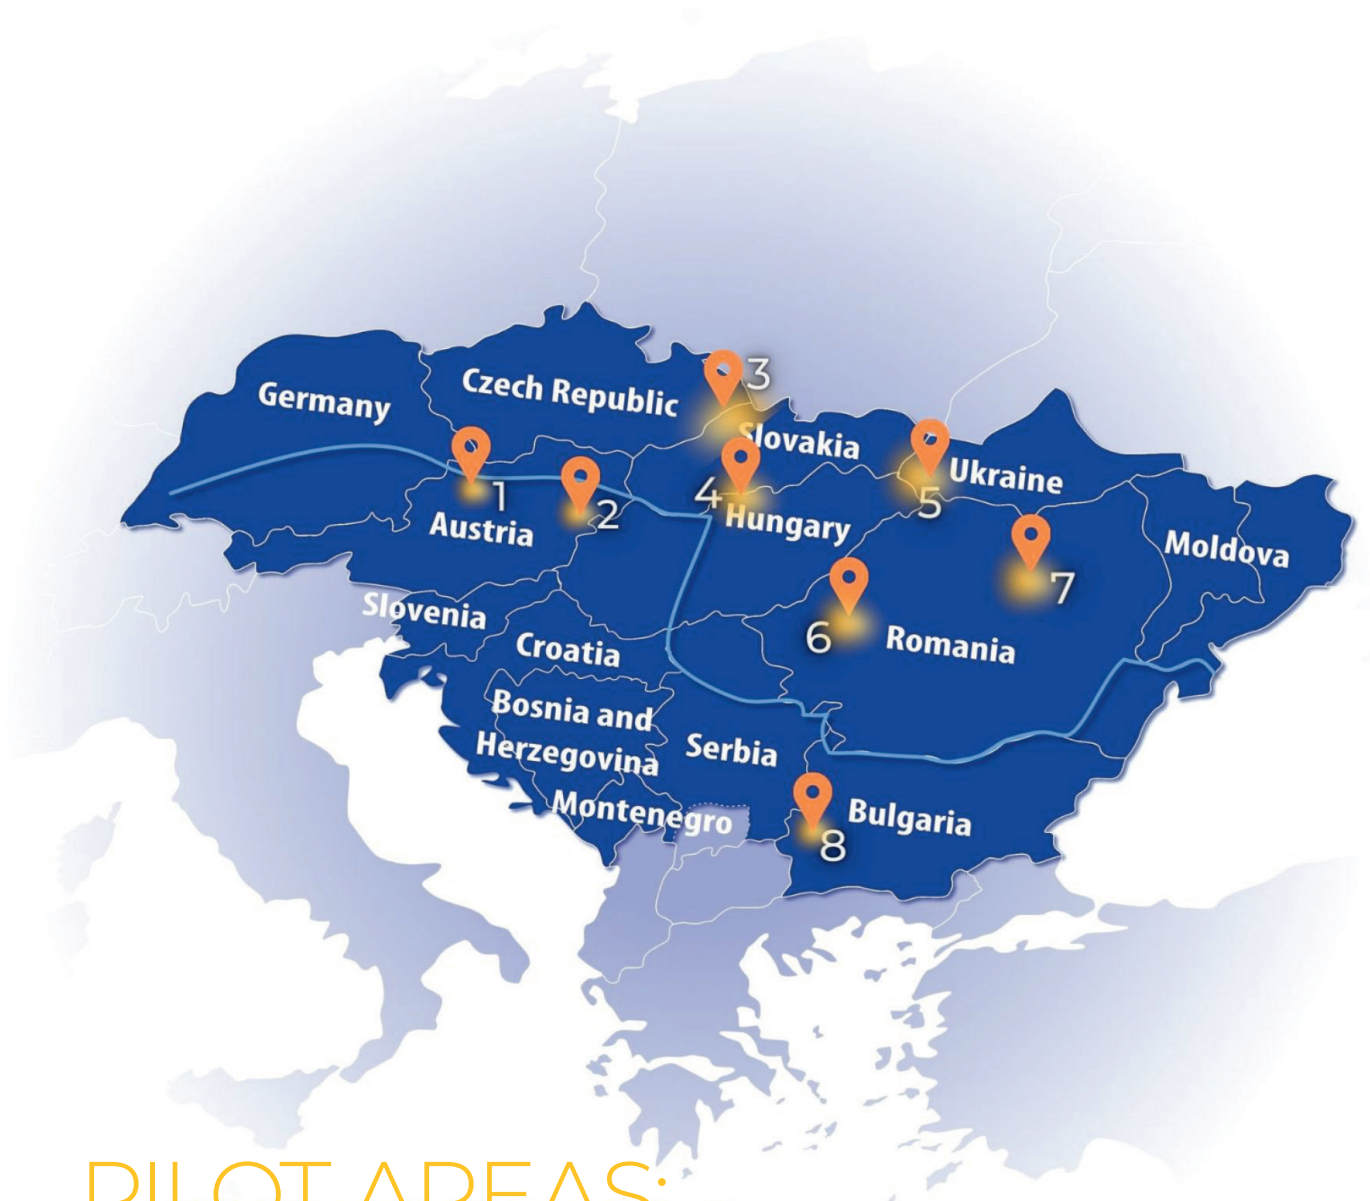 3
Czech Republic
Germany
Slovakia
Ukraine
1
4
5
2
Hungary
Austria
Moldova
7
Slovenia
6
Romania
Croatia
Bosnia and
Herzegovina
Serbia
Montenegro
Bulgaria
8
PILOT AREAS: